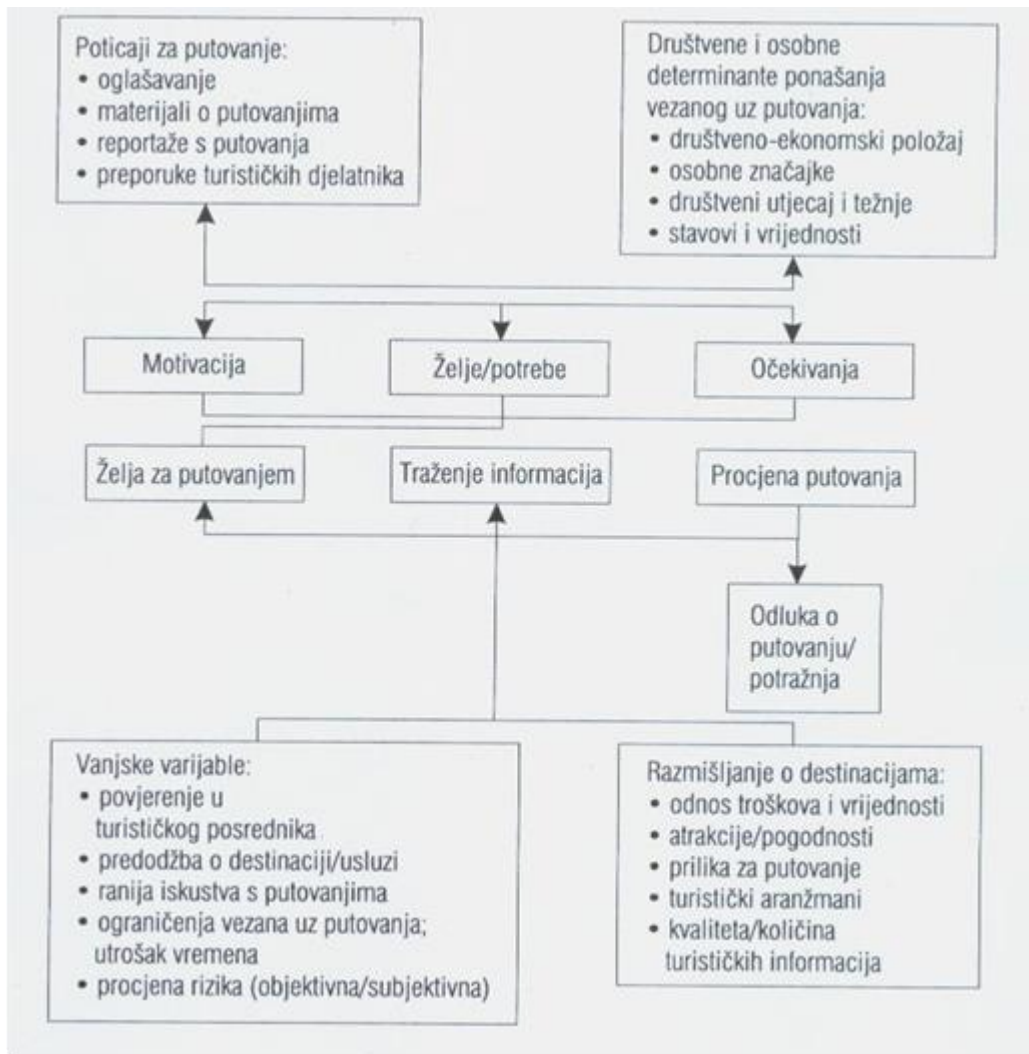 Poticaji za putovanje:
• oglašavanje
• materijali o putovanjima
• reportaže s putovanja
• preporuke turističkih djelatnika
Društvene i osobne
determinante ponašanja
vezanog uz putovanja:
• društveno-ekonomski položaj
• osobne značajke
• društveni utjecaj i težnje
• stavovi i vrijednosti
Motivacija
Želje/potrebe
Očekivanja
Želja za putovanjem
Traženje informacija
Procjena putovanja
Odluka o
putovanju/
potražnja
Vanjske varijable:
• povjerenje u
turističkog posrednika
• predodžba o destinaciji/usluzi
• ranija iskustva s putovanjima
• ograničenja vezana uz putovanja;
utrošak vremena
• procjena rizika (objektivna/subjektivna)
Razmišljanje o destinacijama:
• odnos troškova i vrijednosti
• atrakcije/pogodnosti
• prilika za putovanje
• turistički aranžmani
• kvaliteta/količina
turističkih informacija